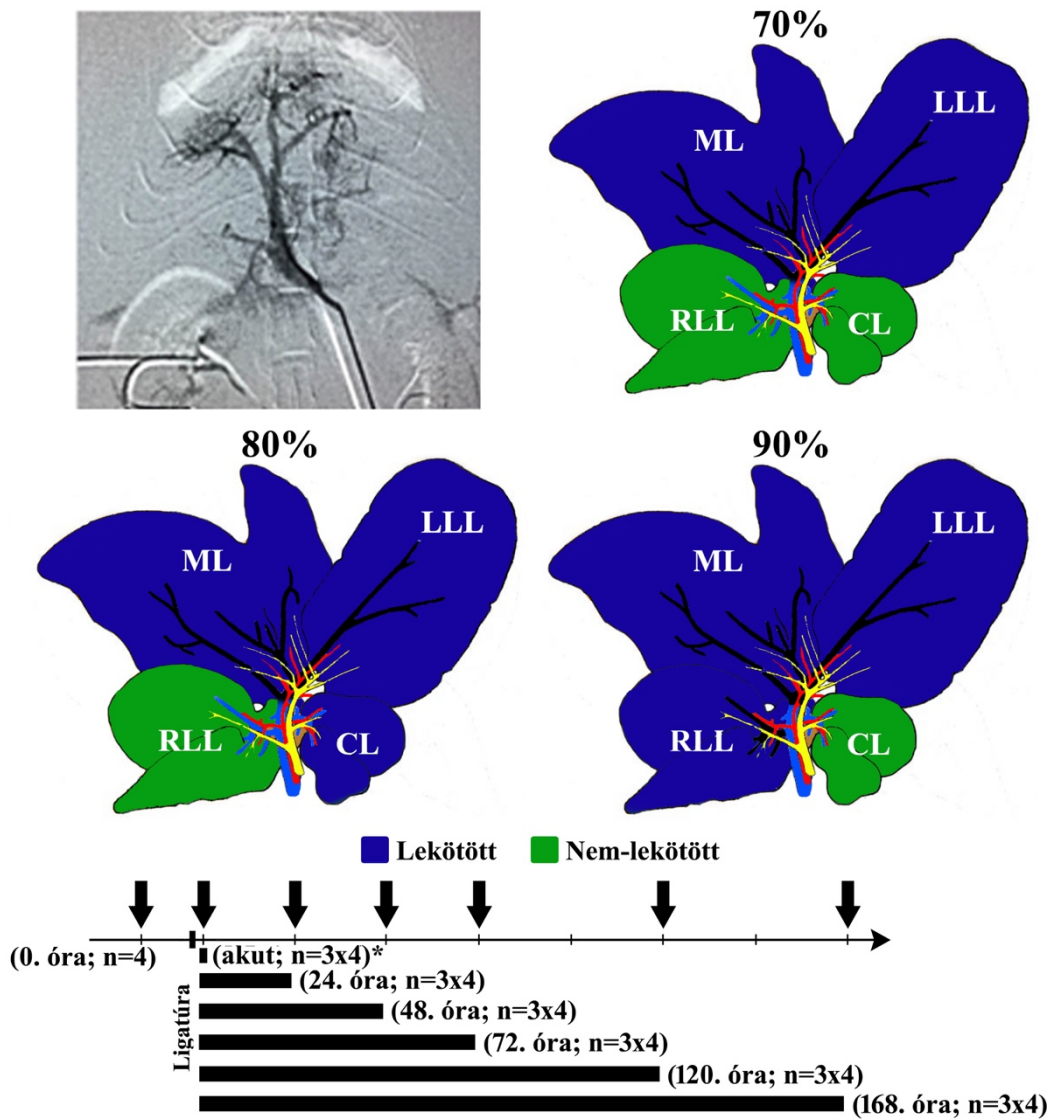 70%
ML
LLL
RLL
CL
80%
ML
LLL
RLL
CL
90%
ML
LLL
RLL
CL
Lekötött
Nem-lekötött
(0. óra; n=4)
(akut; n=3x4)*
(24. óra; n=3x4)
(48. óra; n=3x4)
(72. óra; n=3x4)
(120. óra; n=3x4)
(168. óra; n=3x4)
Ligatúra